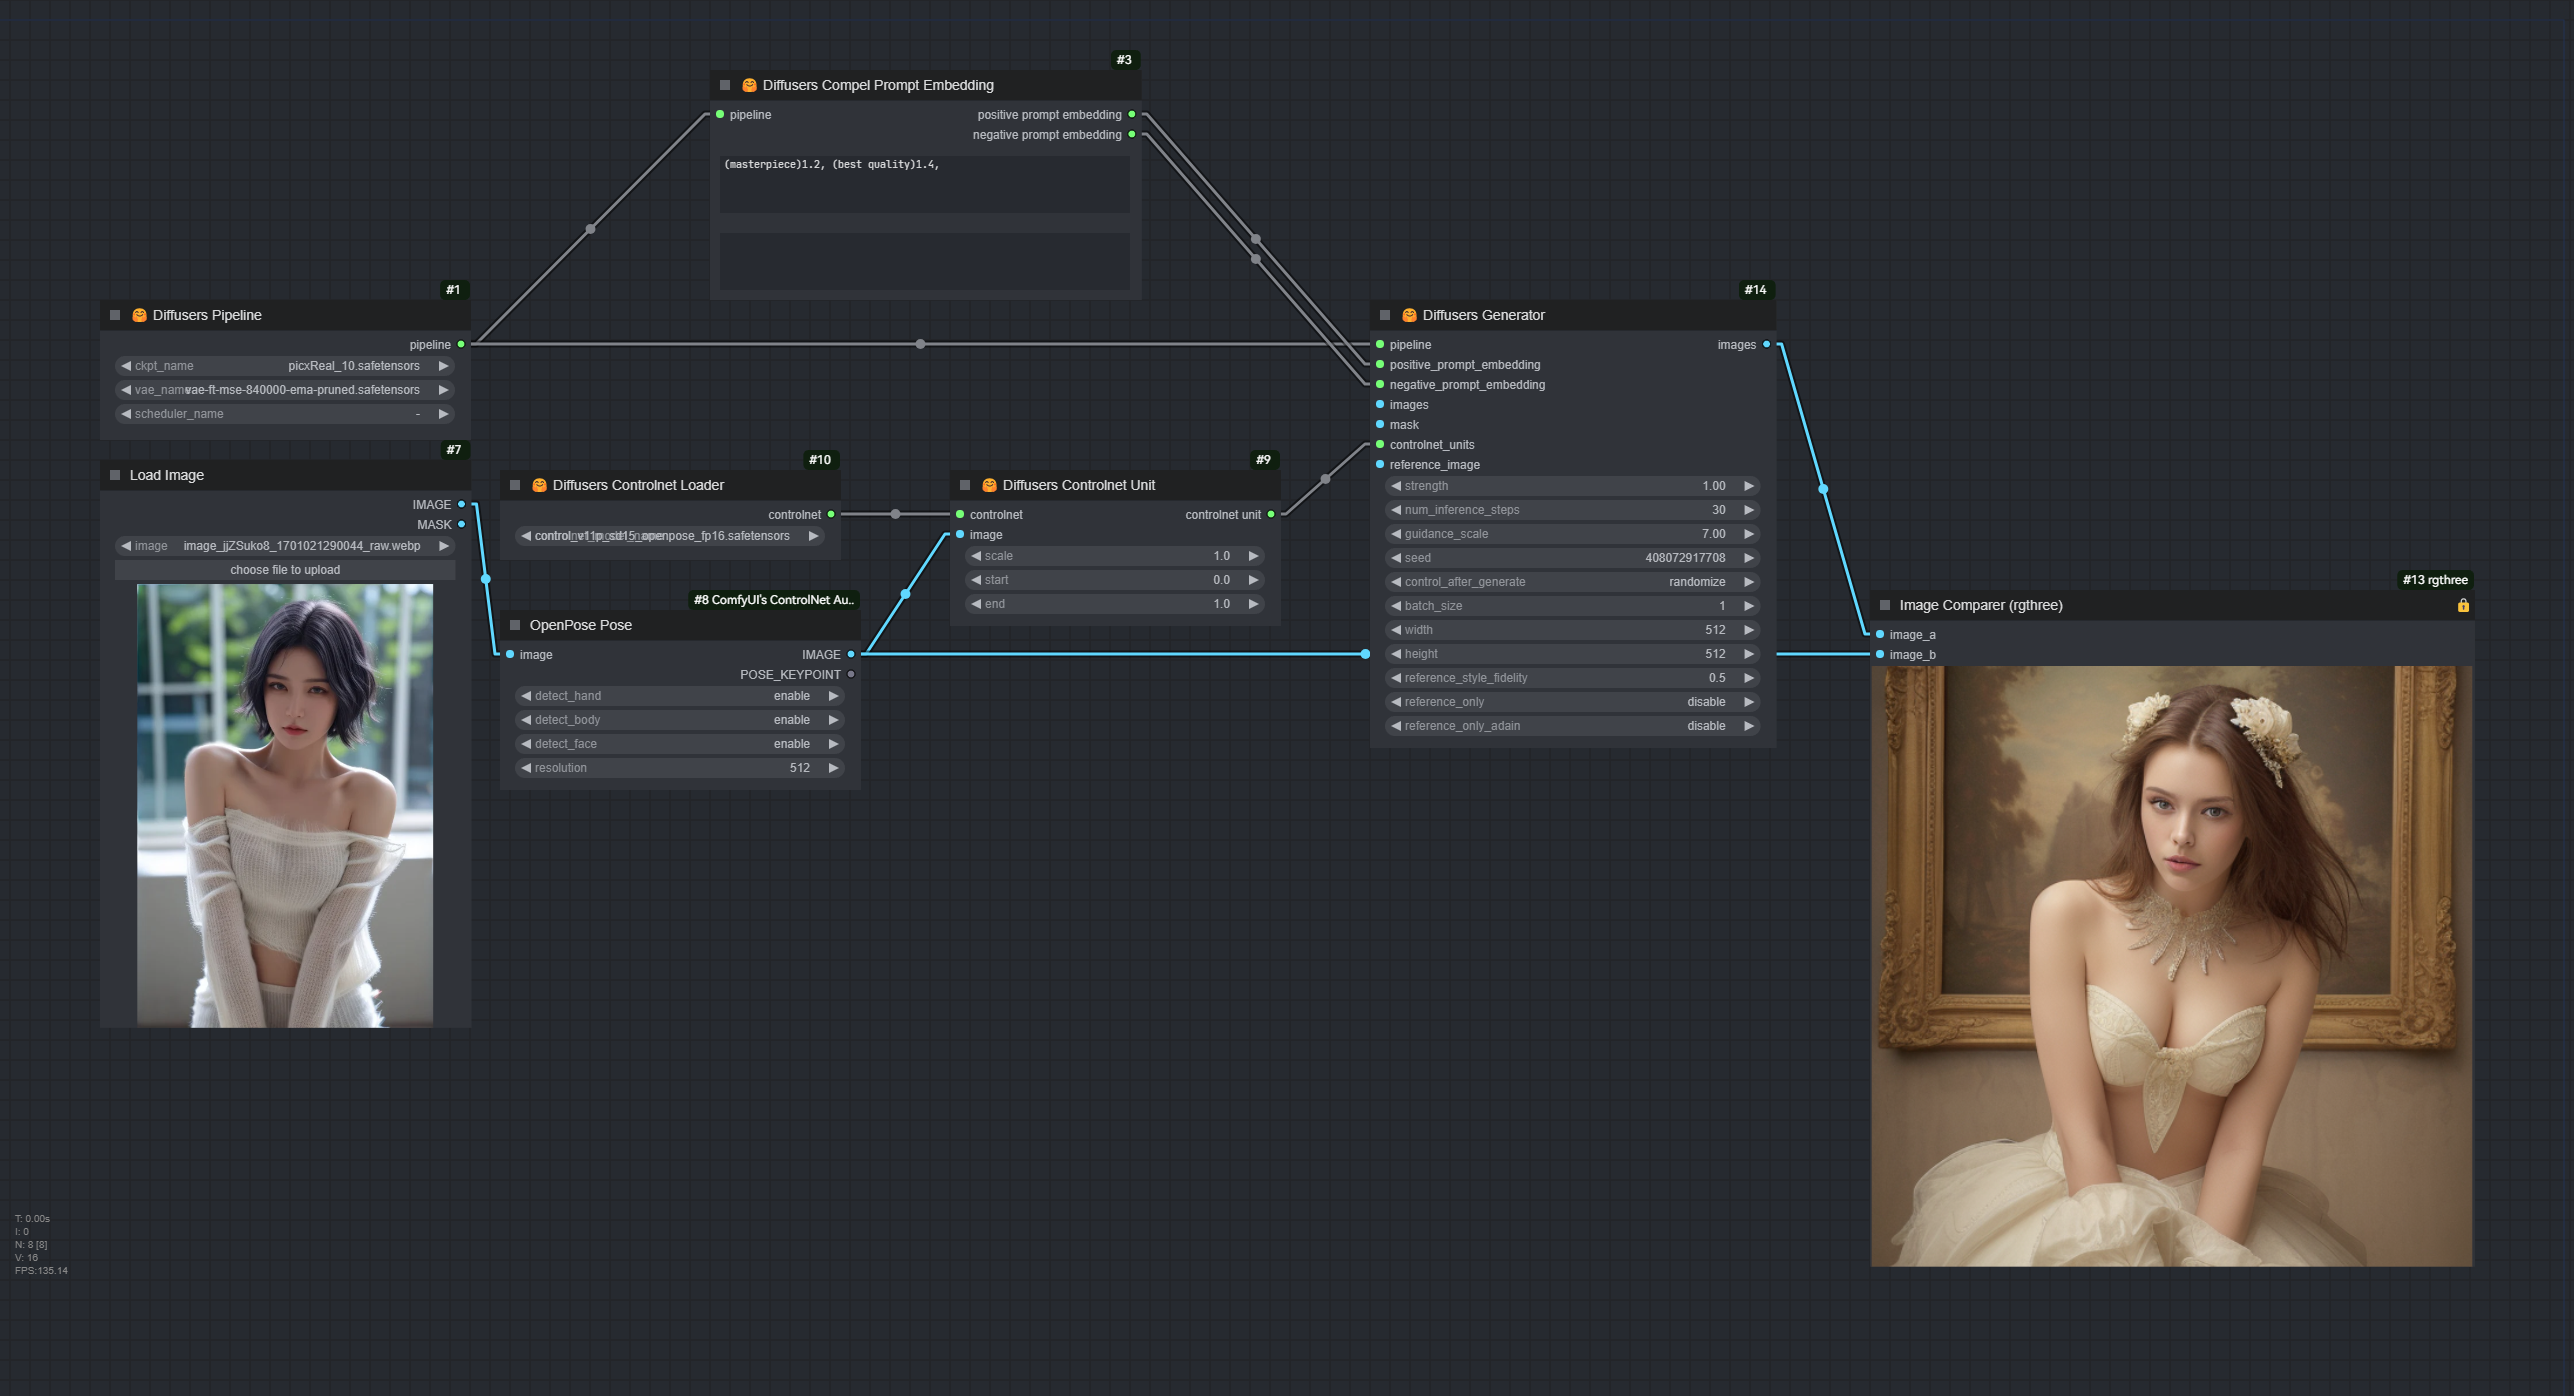 #3
Diffusers Compel Prompt Embedding
pipeline positive prompt embedding
negative prompt embedding
(masterpiece)1.2, (best quality)1.4,
#1
Diffusers Pipeline
pipeline
ckpt_name picxReal_10.safetensors
vae_name vae-ft-mse-840000-ema-pruned.safetensors
scheduler_name -
#7
Load Image
IMAGE
MASK
image image_jjZSuko8_1701021290044_raw.webp
choose file to upload
#10
Diffusers Controlnet Loader
controlnet
control_v11p_sd15_openpose_fp16.safetensors
#8 ComfyUI's ControlNet Au..
OpenPose Pose
image IMAGE
POSE_KEYPOINT
detect_hand enable
detect_body enable
detect_face enable
resolution 512
#9
Diffusers Controlnet Unit
controlnet controlnet unit
image
scale 1.0
start 0.0
end 1.0
#14
Diffusers Generator
pipeline images
positive_prompt_embedding
negative_prompt_embedding
images
mask
controlnet_units
reference_image
strength 1.00
num_inference_steps 30
guidance_scale 7.00
seed 408072917708
control_after_generate randomize
batch_size 1
width 512
height 512
reference_style_fidelity 0.5
reference_only disable
reference_only_adain disable
#13 rgthree
Image Comparer (rgthree)
image_a
image_b
T: 0.00s
I: 0
N: 8 [8]
V: 16
FPS:135.14